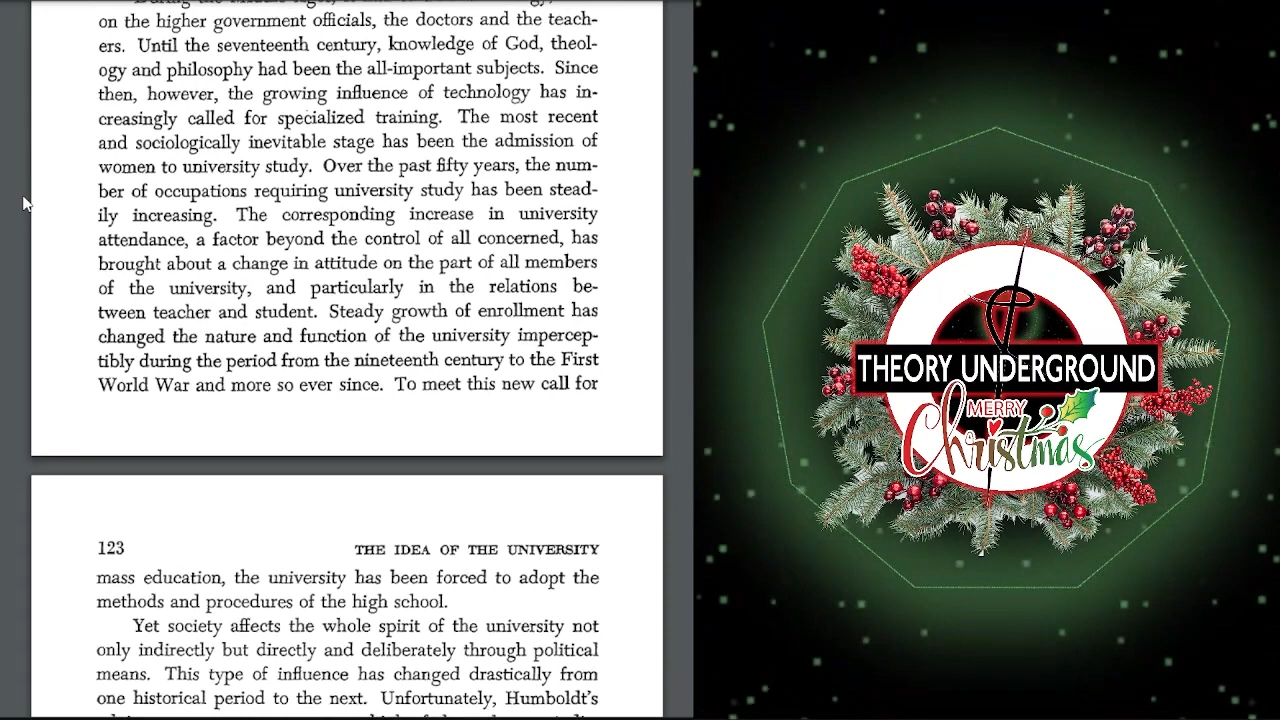 on the higher government officials, the doctors and the teach-
ers. Until the seventeenth century, knowledge of God, theol-
ogy and philosophy had been the all-important subjects. Since
then, however, the growing influence of technology has in-
creasingly called for specialized training. The most recent
and sociologically inevitable stage has been the admission of
women to university study. Over the past fifty years, the num-
ber of occupations requiring university study has been stead-
ily increasing. The corresponding increase in university
attendance, a factor beyond the control of all concerned, has
brought about a change in attitude on the part of all members
of the university, and particularly in the relations be-
tween teacher and student. Steady growth of enrollment has
changed the nature and function of the university impercep-
tibly during the period from the nineteenth century to the First
World War and more so ever since. To meet this new call for
123 THE IDEA OF THE UNIVERSITY
mass education, the university has been forced to adopt the
methods and procedures of the high school.
Yet society affects the whole spirit of the university not
only indirectly but directly and deliberately through political
means. This type of influence has changed drastically from
one historical period to the next. Unfortunately, Humboldt's
THEORY UNDERGROUND
MERRY
Christmas